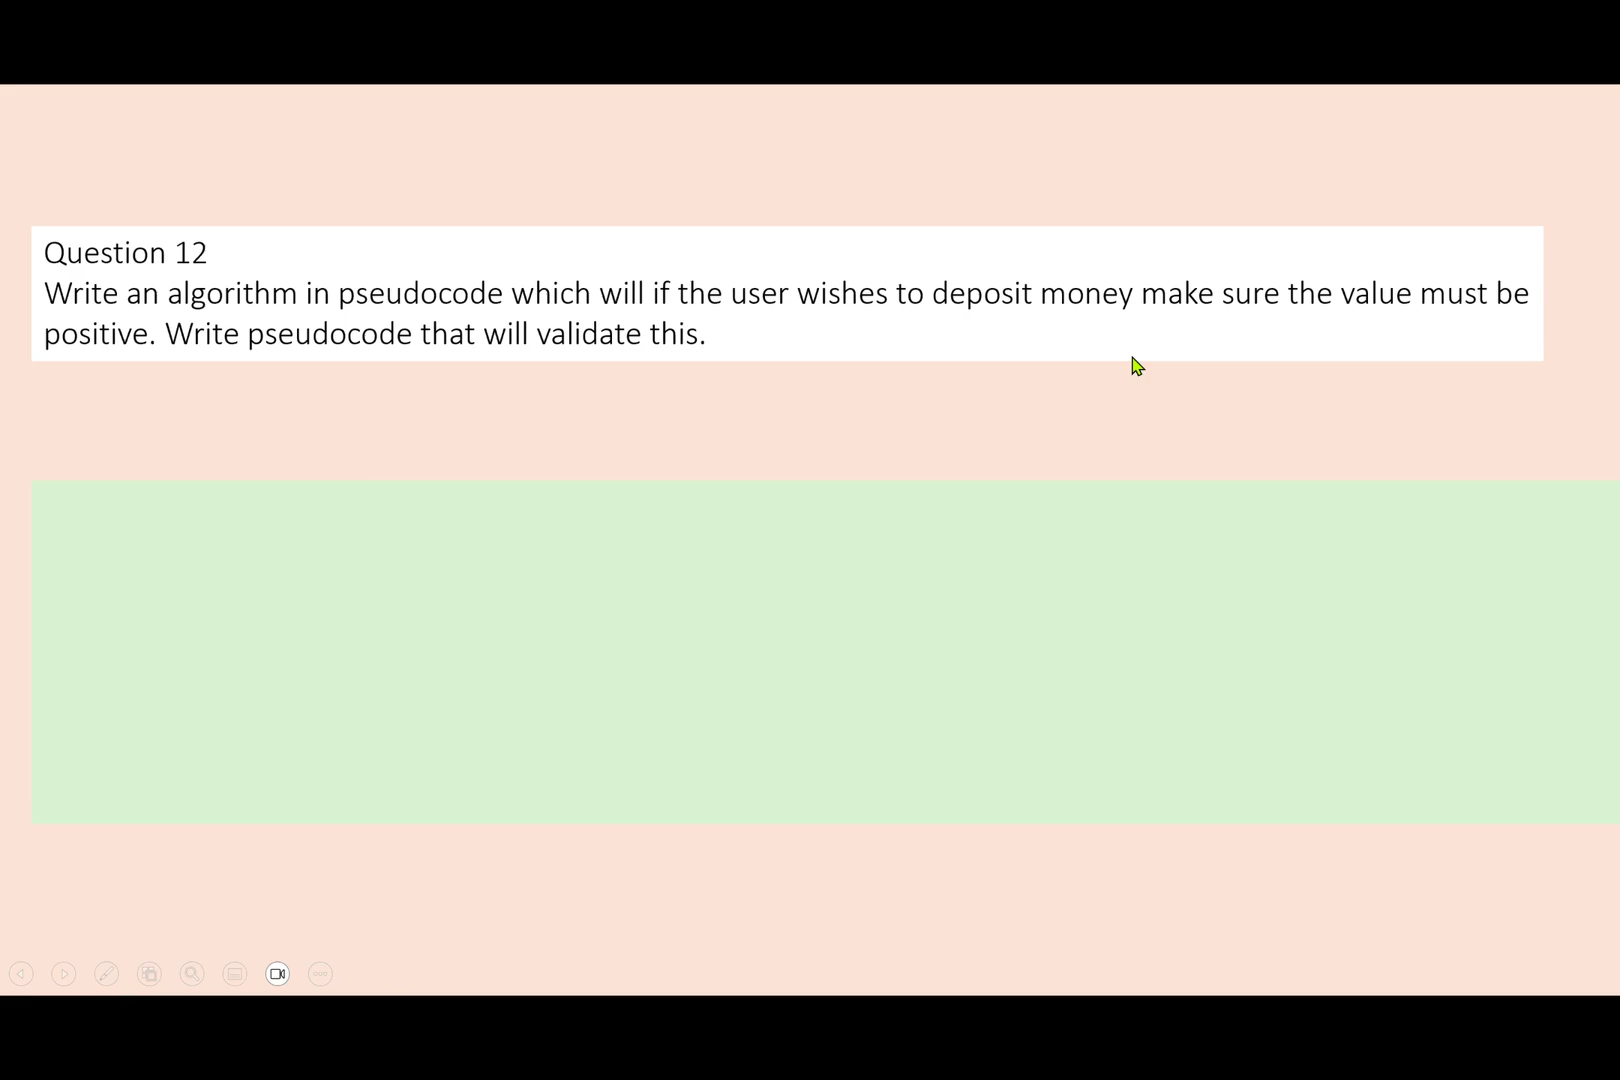 Question 12
Write an algorithm in pseudocode which will if the user wishes to deposit money make sure the value must be
positive. Write pseudocode that will validate this.